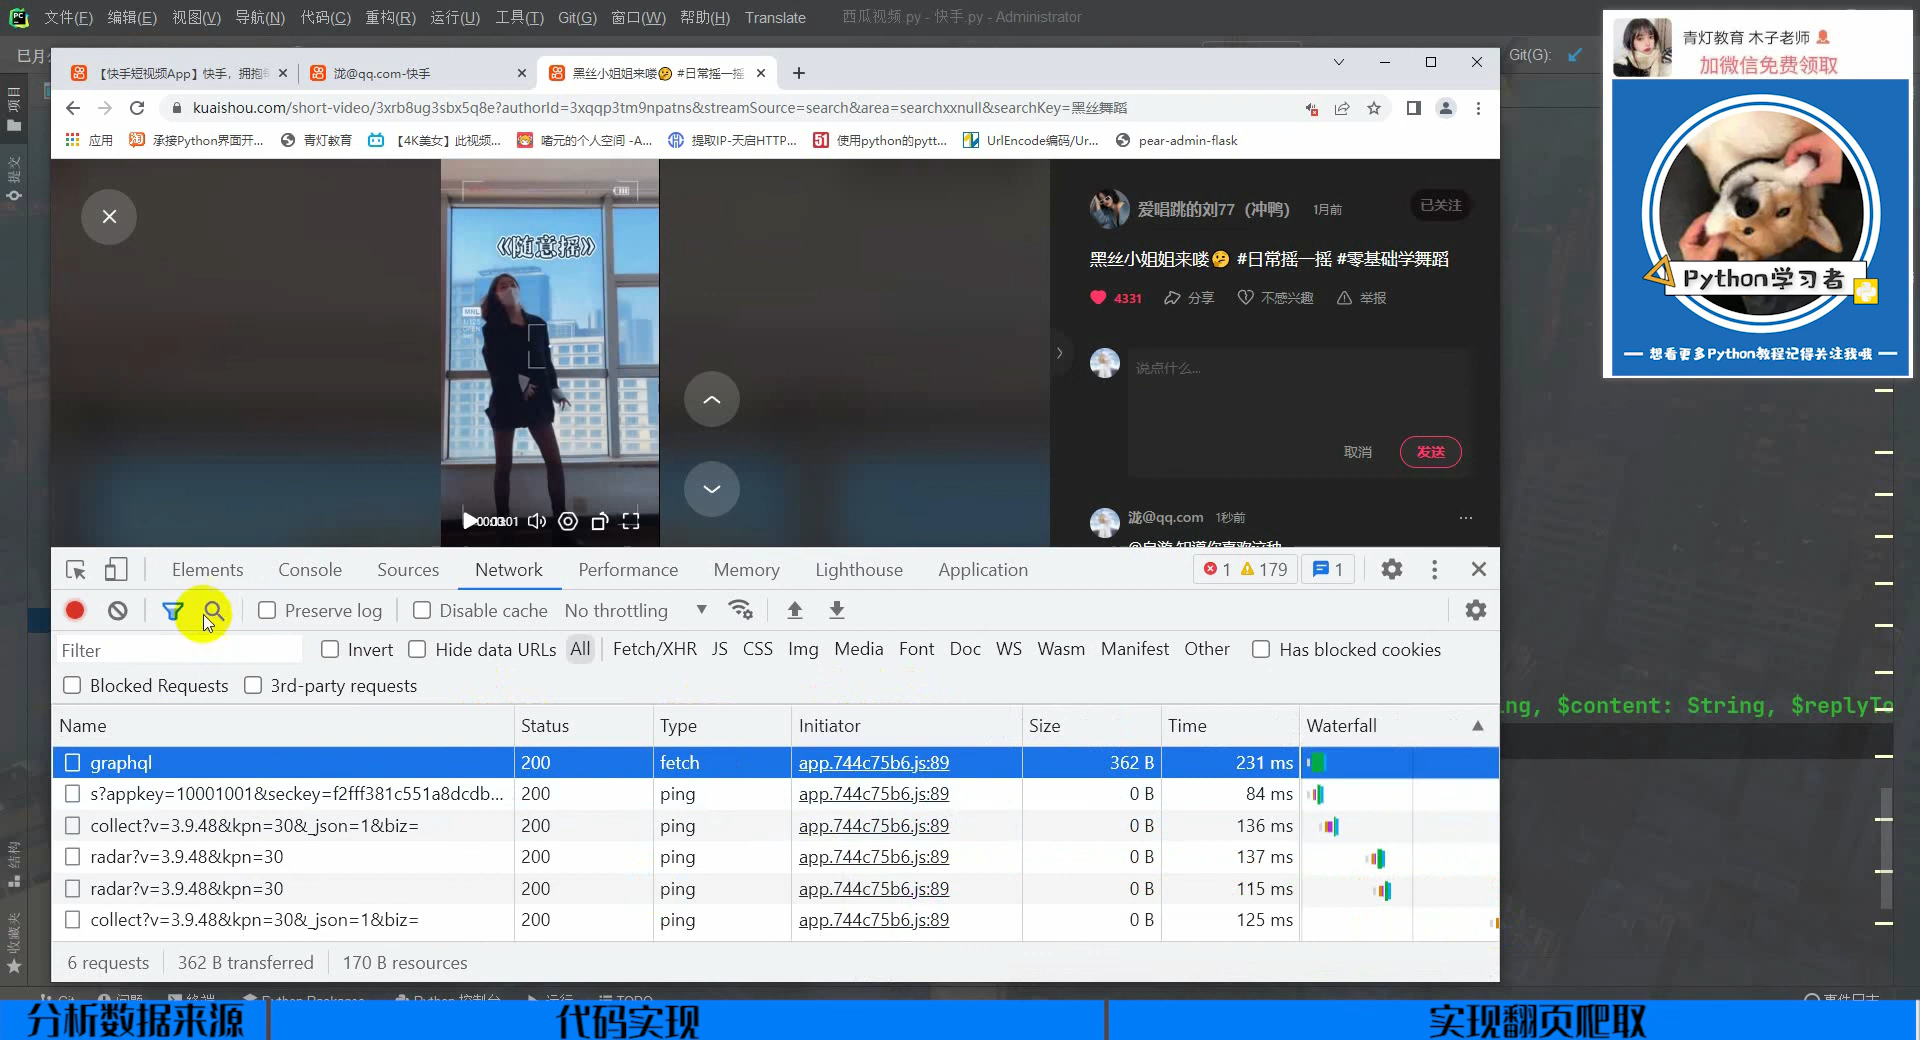 文件(F) 编辑(E) 视图(V) 导航(N) 代码(C) 重构(R) 运行(U) 工具(T) Git(G) 窗口(W) 帮助(H) Translate 西瓜视频.py - 快手.py - Administrator
Git(G):
【快手短视频App】快手，拥抱 泷@qq.com-快手 黑丝小姐姐来喽🤔 #日常摇一摇
kuaishou.com/short-video/3xrb8ug3sbx5q8e?authorId=3xqqp3tm9npatns&streamSource=search&area=searchxxnull&searchKey=黑丝舞蹈
应用 承接Python界面开... 青灯教育 【4K美女】此视频... 啫元的个人空间 -A... 提取IP-天启HTTP... 使用python的pytt... UrlEncode编码/Ur... pear-admin-flask
《随意摇》
爱唱跳的刘77（冲鸭） 1月前 已关注
黑丝小姐姐来喽🤔 #日常摇一摇 #零基础学舞蹈
4331 分享 不感兴趣 举报
说点什么...
取消 发送
泷@qq.com 1秒前 ...
Elements Console Sources Network Performance Memory Lighthouse Application 1 179 1
Preserve log Disable cache No throttling
Filter Invert Hide data URLs All Fetch/XHR JS CSS Img Media Font Doc WS Wasm Manifest Other Has blocked cookies
Blocked Requests 3rd-party requests
Name Status Type Initiator Size Time Waterfall
graphql 200 fetch app.744c75b6.js:89 362 B 231 ms
s?appkey=10001001&seckey=f2fff381c551a8dcdb... 200 ping app.744c75b6.js:89 0 B 84 ms
collect?v=3.9.48&kpn=30&_json=1&biz= 200 ping app.744c75b6.js:89 0 B 136 ms
radar?v=3.9.48&kpn=30 200 ping app.744c75b6.js:89 0 B 137 ms
radar?v=3.9.48&kpn=30 200 ping app.744c75b6.js:89 0 B 115 ms
collect?v=3.9.48&kpn=30&_json=1&biz= 200 ping app.744c75b6.js:89 0 B 125 ms
6 requests 362 B transferred 170 B resources
项目
提交
结构
收藏夹
青灯教育 木子老师
加微信免费领取
Python学习者
想看更多Python教程记得关注我哦
ng, $content: String, $replyTo
分析数据来源 代码实现 实现翻页爬取